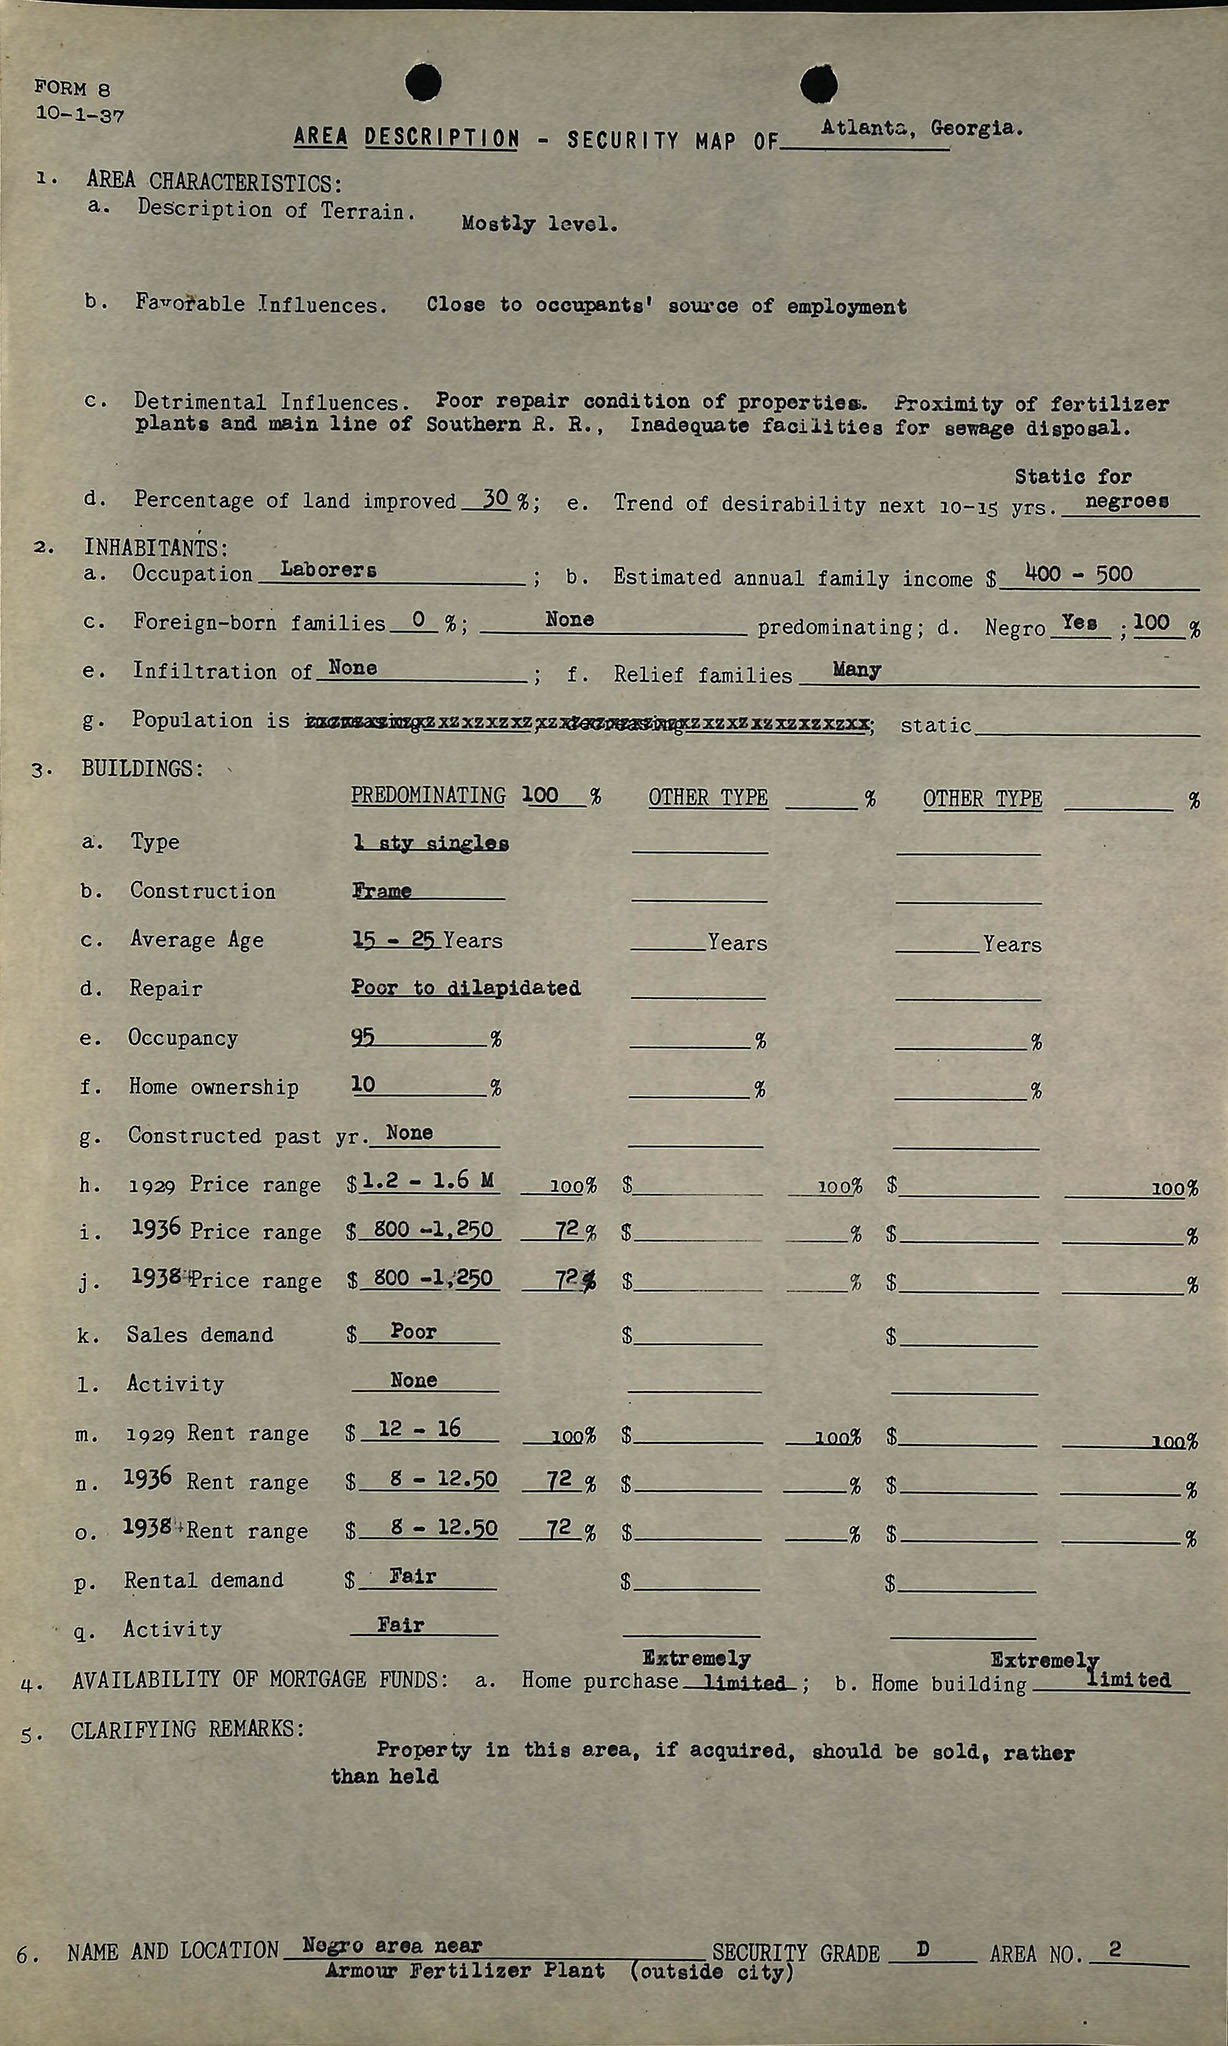 FORM 8
10-1-37
AREA DESCRIPTION - SECURITY MAP OF Atlanta, Georgia.
1. AREA CHARACTERISTICS:
a. Description of Terrain. Mostly level.
b. Favorable Influences. Close to occupants' source of employment
c. Detrimental Influences. Poor repair condition of properties. Proximity of fertilizer
plants and main line of Southern R. R., Inadequate facilities for sewage disposal.
Static for
d. Percentage of land improved 30 %; e. Trend of desirability next 10-15 yrs. negroes
2. INHABITANTS:
a. Occupation Laborers ; b. Estimated annual family income $ 400 - 500
c. Foreign-born families 0 %; None predominating; d. Negro Yes ; 100 %
e. Infiltration of None ; f. Relief families Many
g. Population is ; static
3. BUILDINGS:
PREDOMINATING 100 % OTHER TYPE % OTHER TYPE %
a. Type 1 sty singles
b. Construction Frame
c. Average Age 15 - 25 Years Years Years
d. Repair Poor to dilapidated
e. Occupancy 95 % % %
f. Home ownership 10 % % %
g. Constructed past yr. None
h. 1929 Price range $ 1.2 - 1.6 M 100% $ 100% $ 100%
i. 1936 Price range $ 800 -1,250 72 % $ % $ %
j. 1938 Price range $ 800 -1,250 72 % $ % $ %
k. Sales demand $ Poor $ $
l. Activity None
m. 1929 Rent range $ 12 - 16 100% $ 100% $ 100%
n. 1936 Rent range $ 8 - 12.50 72 % $ % $ %
o. 1938 Rent range $ 8 - 12.50 72 % $ % $ %
p. Rental demand $ Fair $ $
q. Activity Fair
Extremely Extremely
4. AVAILABILITY OF MORTGAGE FUNDS: a. Home purchase limited ; b. Home building limited
5. CLARIFYING REMARKS:
Property in this area, if acquired, should be sold, rather
than held
6. NAME AND LOCATION Negro area near SECURITY GRADE D AREA NO. 2
Armour Fertilizer Plant (outside city)